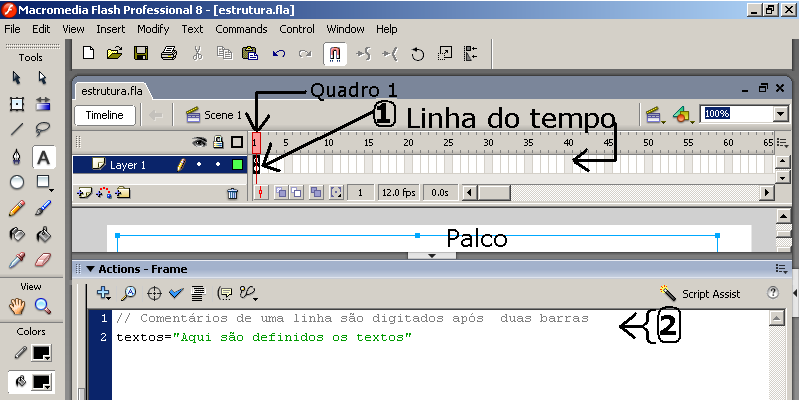 Macromedia Flash Professional 8 - [estrutura.fla]
File Edit View Insert Modify Text Commands Control Window Help
Tools
estrutura.fla
Quadro 1
Timeline
Scene 1
1 Linha do tempo
100%
1 5 10 15 20 25 30 35 40 45 50 55 60 65
Layer 1
1 12.0 fps 0.0s
Palco
Actions - Frame
View
Script Assist
Colors
1 // Comentários de uma linha são digitados após duas barras
2
2 textos="Aqui são definidos os textos"